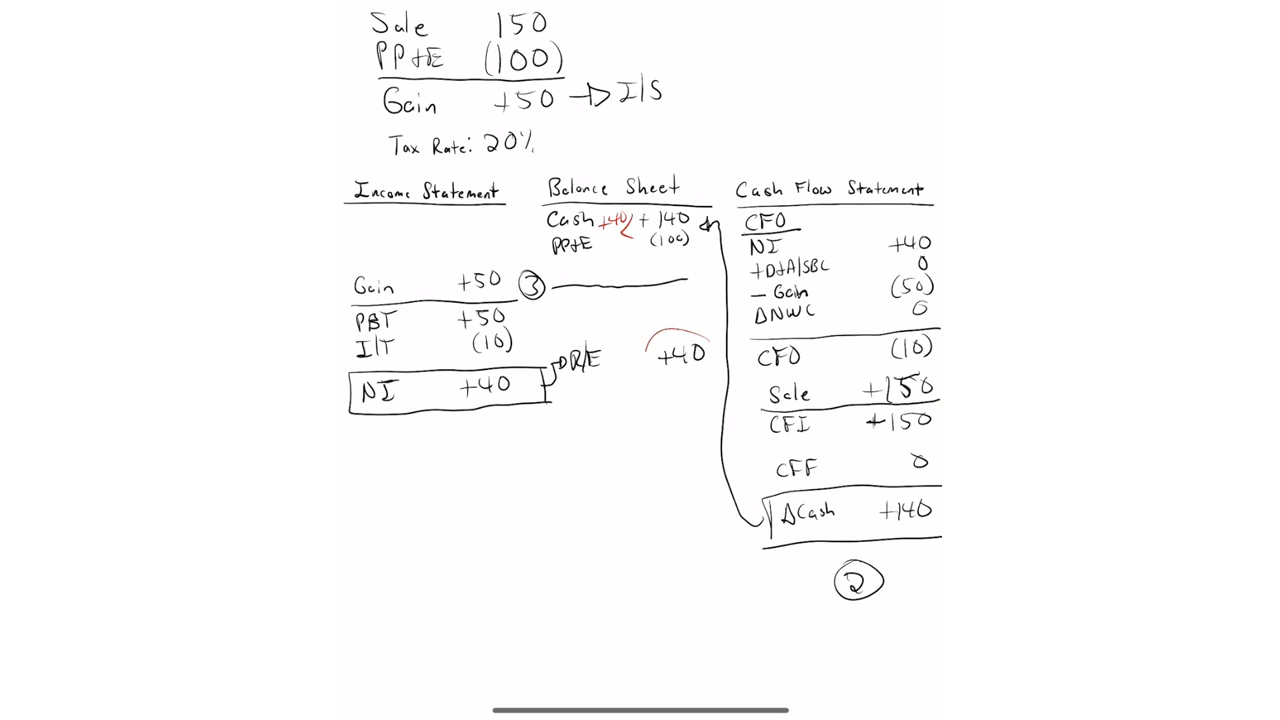 Sale 150
PP+E (100)
Gain +50 → I/S
Tax Rate: 20%
Income Statement
Gain +50 ③
PBT +50
I/T (10)
NI +40
Balance Sheet
Cash +40 +140
PP+E (100)
R/E +40
Cash Flow Statement
CFO
NI +40
+D+A/SBC 0
- Gain (50)
ΔNWC 0
CFO (10)
Sale +150
CFI +150
CFF 0
ΔCash +140
②